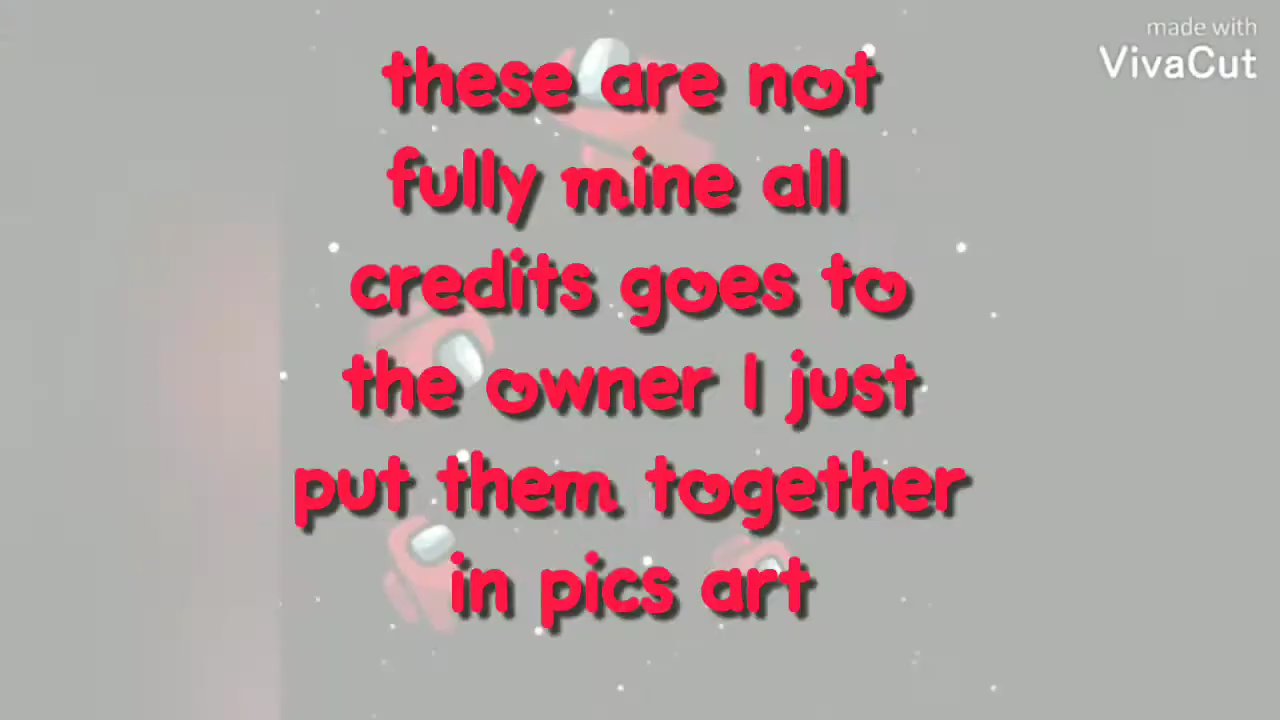 made with
VivaCut
these are not
fully mine all
credits goes to
the owner I just
put them together
in pics art